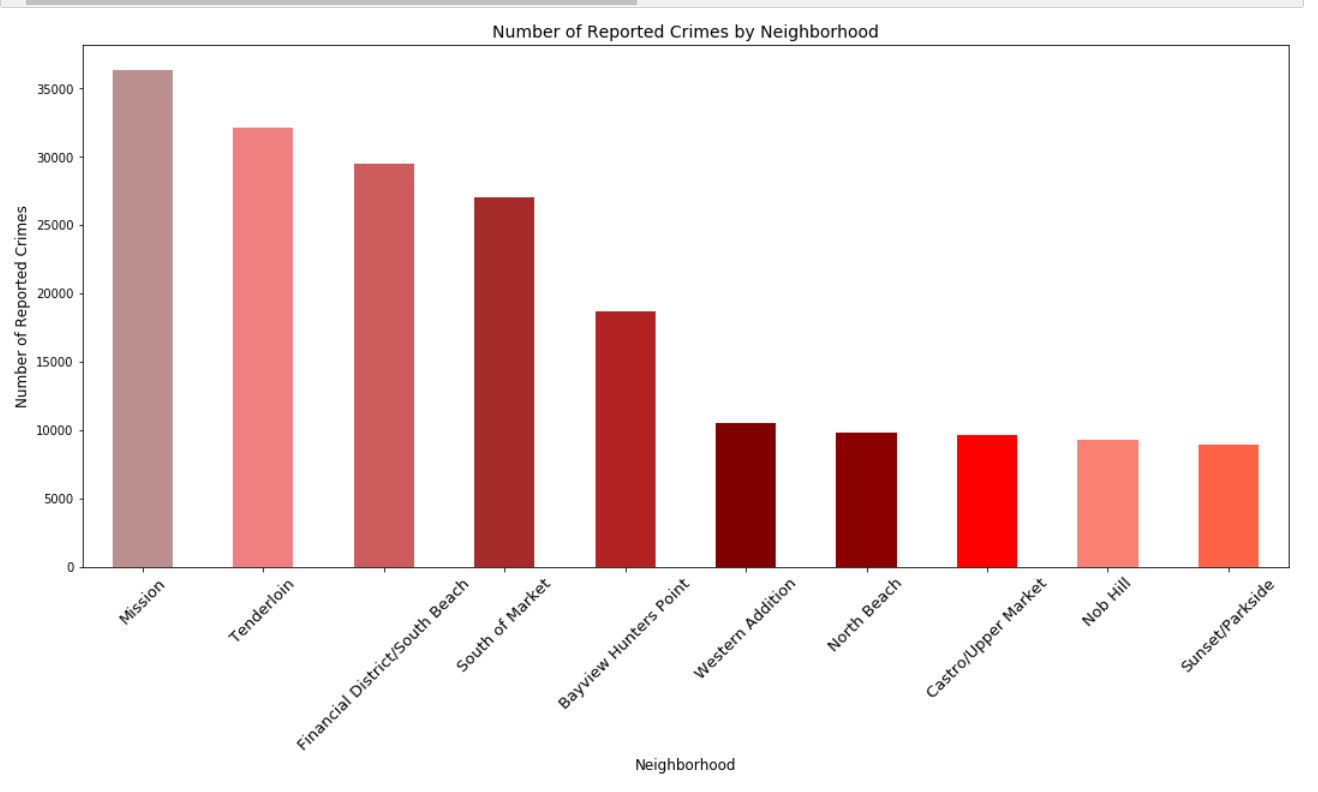 Number of Reported Crimes by Neighborhood
Number of Reported Crimes
35000
30000
25000
20000
15000
10000
5000
0
Mission
Tenderloin
Financial District/South Beach
South of Market
Bayview Hunters Point
Western Addition
North Beach
Castro/Upper Market
Nob Hill
Sunset/Parkside
Neighborhood